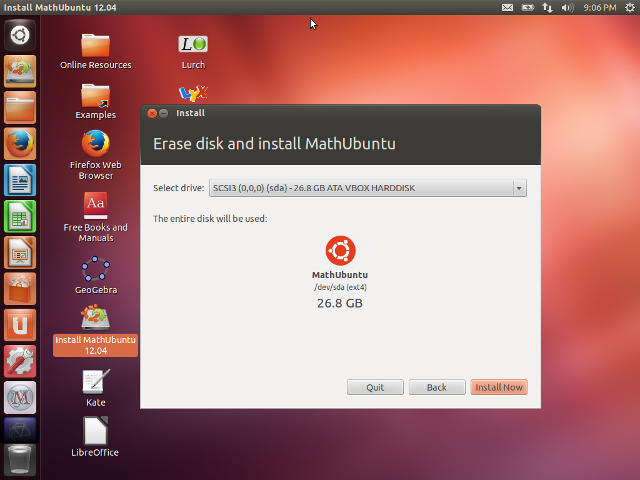 Install MathUbuntu 12.04
9:06 PM
Online Resources
Lurch
Examples
LyX
Firefox Web
Browser
Aa
Free Books and
Manuals
GeoGebra
Install MathUbuntu
12.04
Kate
LibreOffice
Install
Erase disk and install MathUbuntu
Select drive:
SCSI3 (0,0,0) (sda) - 26.8 GB ATA VBOX HARDDISK
The entire disk will be used:
MathUbuntu
/dev/sda (ext4)
26.8 GB
Quit
Back
Install Now